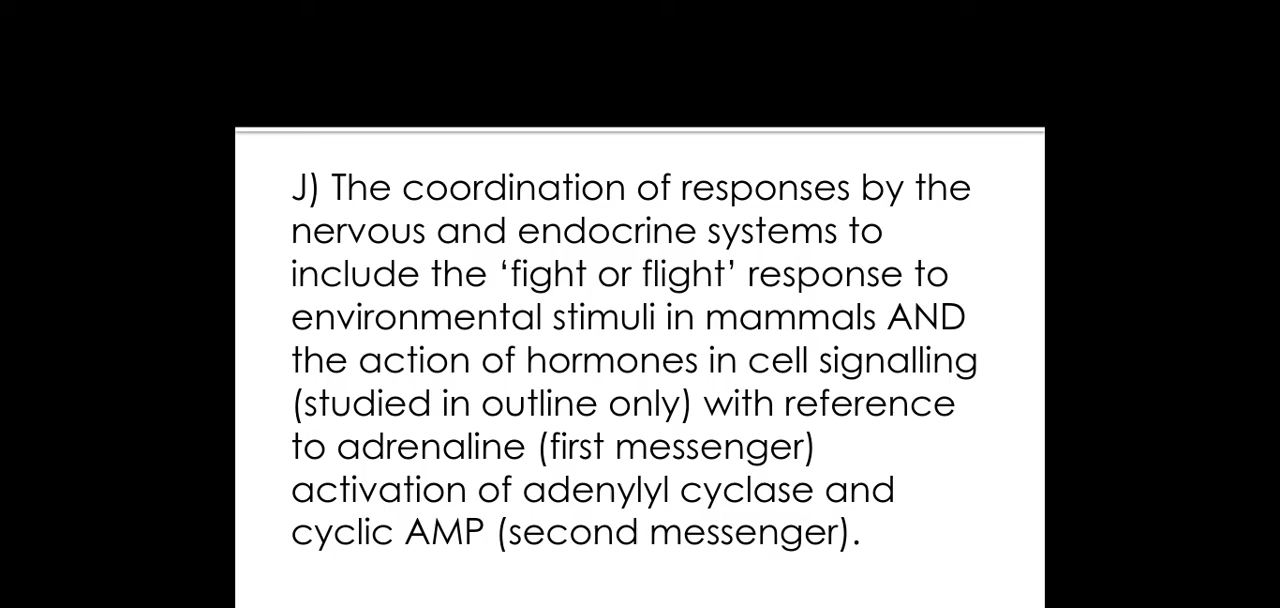 J) The coordination of responses by the
nervous and endocrine systems to
include the ‘fight or flight’ response to
environmental stimuli in mammals AND
the action of hormones in cell signalling
(studied in outline only) with reference
to adrenaline (first messenger)
activation of adenylyl cyclase and
cyclic AMP (second messenger).